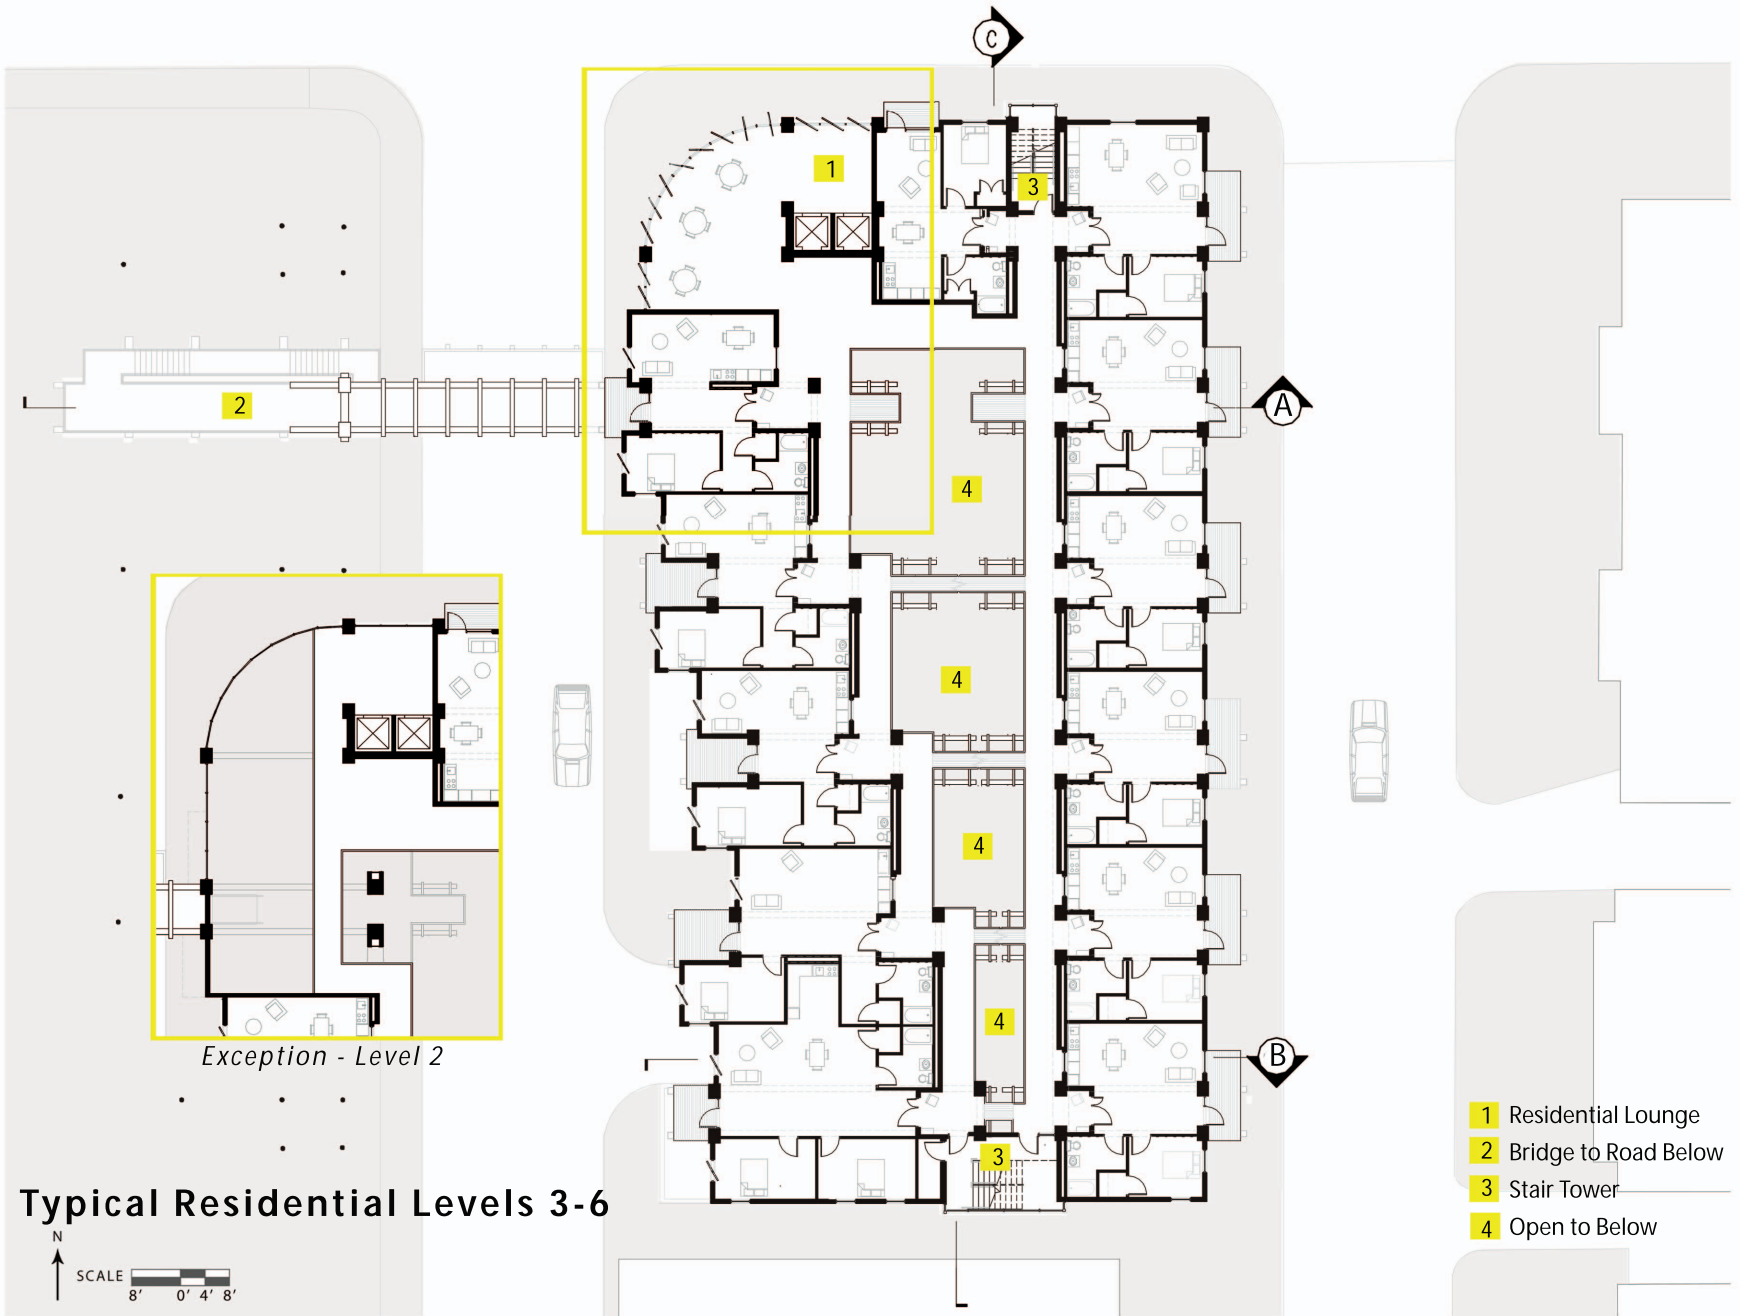 C
1
3
2
A
4
4
4
4
B
3
Exception - Level 2
1 Residential Lounge
2 Bridge to Road Below
3 Stair Tower
4 Open to Below
Typical Residential Levels 3-6
N
SCALE
8' 0' 4' 8'